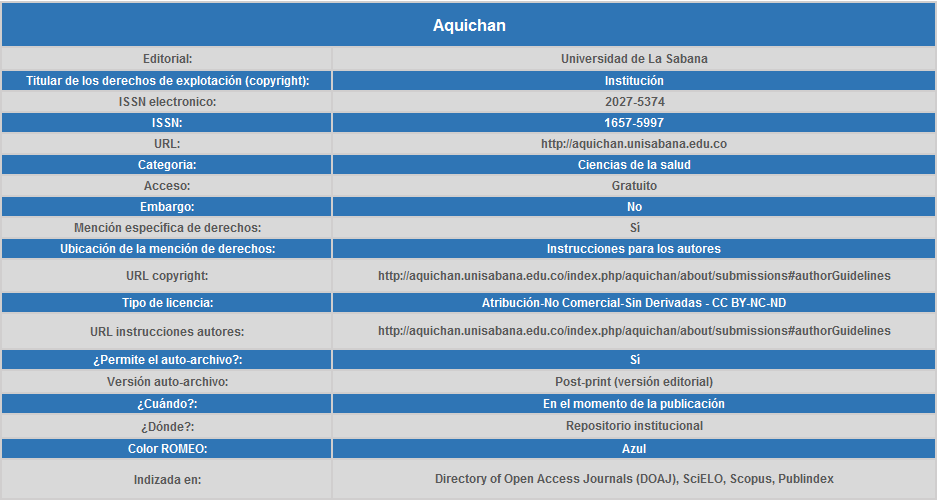 Aquichan
Editorial: Universidad de La Sabana
Titular de los derechos de explotación (copyright): Institución
ISSN electronico: 2027-5374
ISSN: 1657-5997
URL: http://aquichan.unisabana.edu.co
Categoria: Ciencias de la salud
Acceso: Gratuito
Embargo: No
Mención específica de derechos: Sí
Ubicación de la mención de derechos: Instrucciones para los autores
URL copyright: http://aquichan.unisabana.edu.co/index.php/aquichan/about/submissions#authorGuidelines
Tipo de licencia: Atribución-No Comercial-Sin Derivadas - CC BY-NC-ND
URL instrucciones autores: http://aquichan.unisabana.edu.co/index.php/aquichan/about/submissions#authorGuidelines
¿Permite el auto-archivo?: Sí
Versión auto-archivo: Post-print (versión editorial)
¿Cuándo?: En el momento de la publicación
¿Dónde?: Repositorio institucional
Color ROMEO: Azul
Indizada en: Directory of Open Access Journals (DOAJ), SciELO, Scopus, Publindex